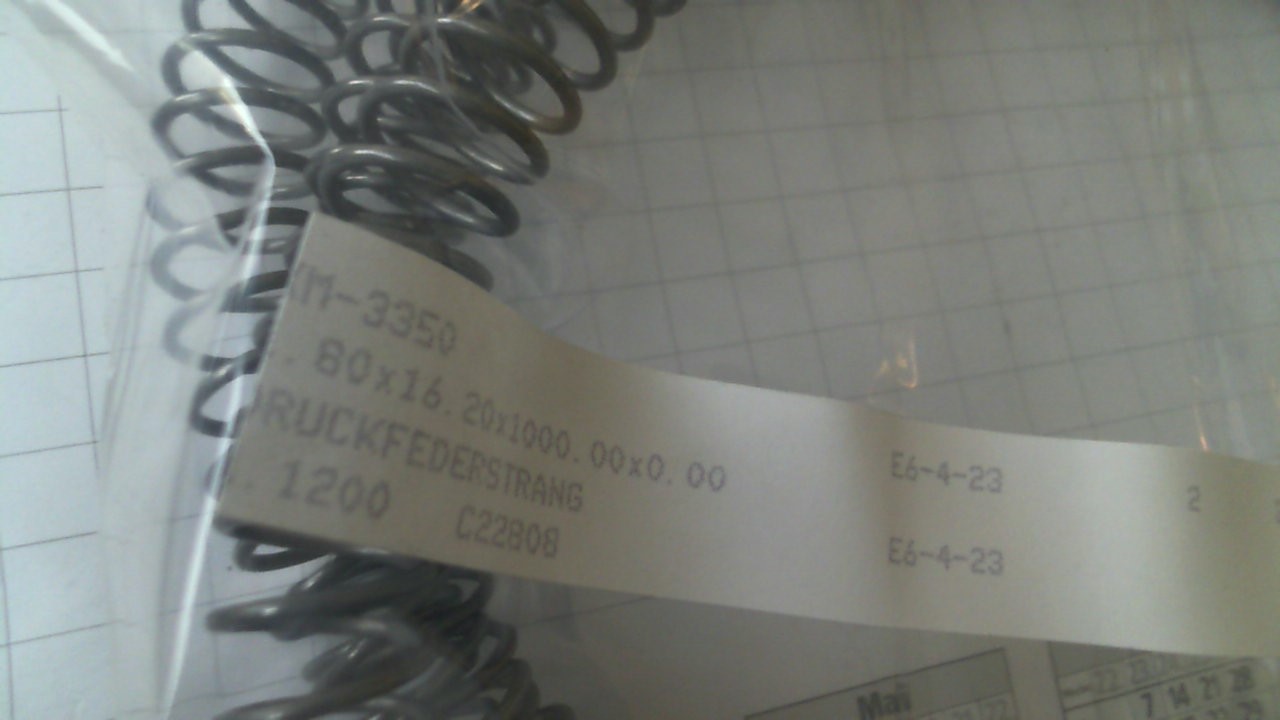 M-3350
.80x16.20x1000.00x0.00
DRUCKFEDERSTRANG
.1200 C22808
E6-4-23 2
E6-4-23
Mai
7 14 21 28